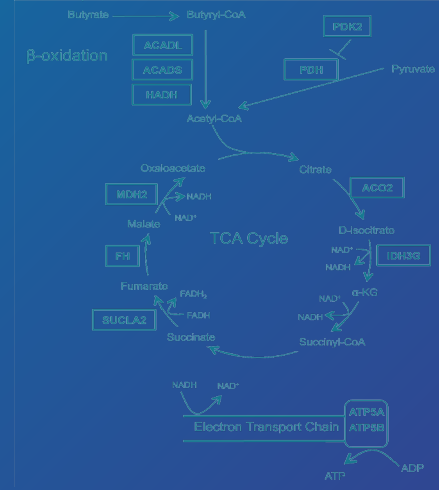 Butyrate
Butyryl-CoA
PDK2
β-oxidation
ACADL
ACADS
HADH
PDH
Pyruvate
Acetyl-CoA
Oxaloacetate
Citrate
MDH2
NADH
ACO2
NAD⁺
Malate
D-Isocitrate
TCA Cycle
NAD⁺
IDH3G
FH
NADH
Fumerate
FADH₂
NAD⁺
α-KG
SUCLA2
FADH
NADH
Succinate
Succinyl-CoA
NADH
NAD⁺
ATP5A
Electron Transport Chain
ATP5B
ATP
ADP